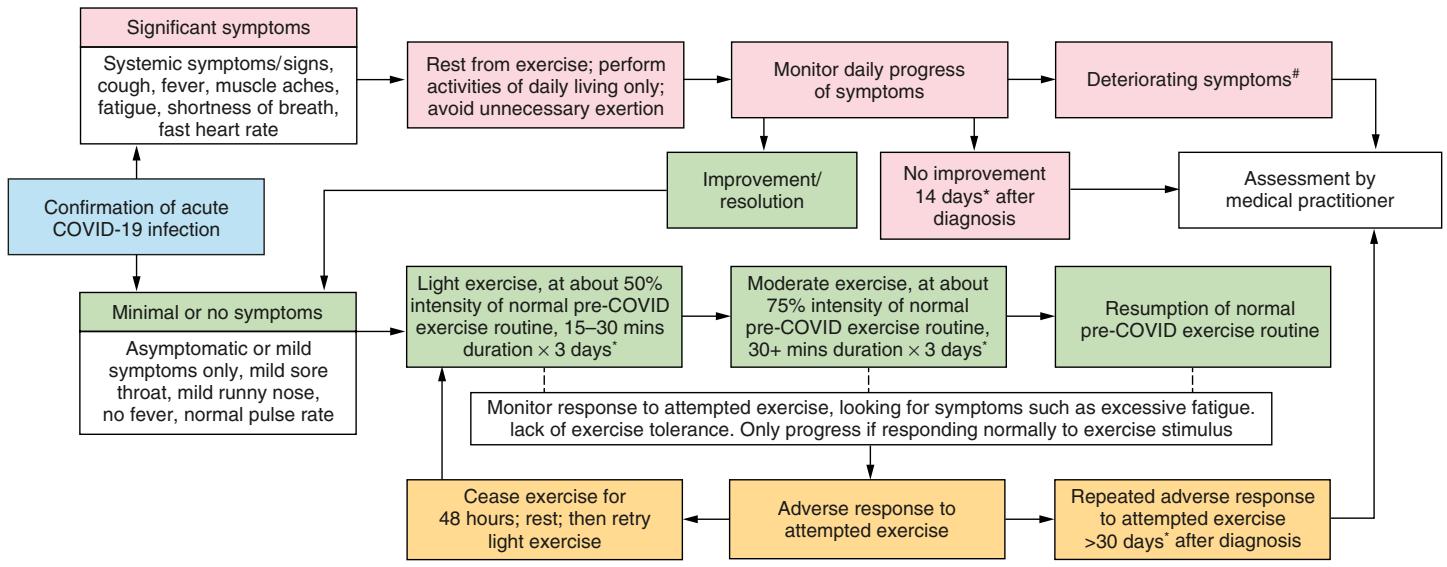 Significant symptoms
Systemic symptoms/signs,
cough, fever, muscle aches,
fatigue, shortness of breath,
fast heart rate
Rest from exercise; perform
activities of daily living only;
avoid unnecessary exertion
Monitor daily progress
of symptoms
Deteriorating symptoms#
Improvement/
resolution
No improvement
14 days* after
diagnosis
Assessment by
medical practitioner
Confirmation of acute
COVID-19 infection
Minimal or no symptoms
Asymptomatic or mild
symptoms only, mild sore
throat, mild runny nose,
no fever, normal pulse rate
Light exercise, at about 50%
intensity of normal pre-COVID
exercise routine, 15–30 mins
duration × 3 days*
Moderate exercise, at about
75% intensity of normal
pre-COVID exercise routine,
30+ mins duration × 3 days*
Resumption of normal
pre-COVID exercise routine
Monitor response to attempted exercise, looking for symptoms such as excessive fatigue.
lack of exercise tolerance. Only progress if responding normally to exercise stimulus
Cease exercise for
48 hours; rest; then retry
light exercise
Adverse response to
attempted exercise
Repeated adverse response
to attempted exercise
>30 days* after diagnosis